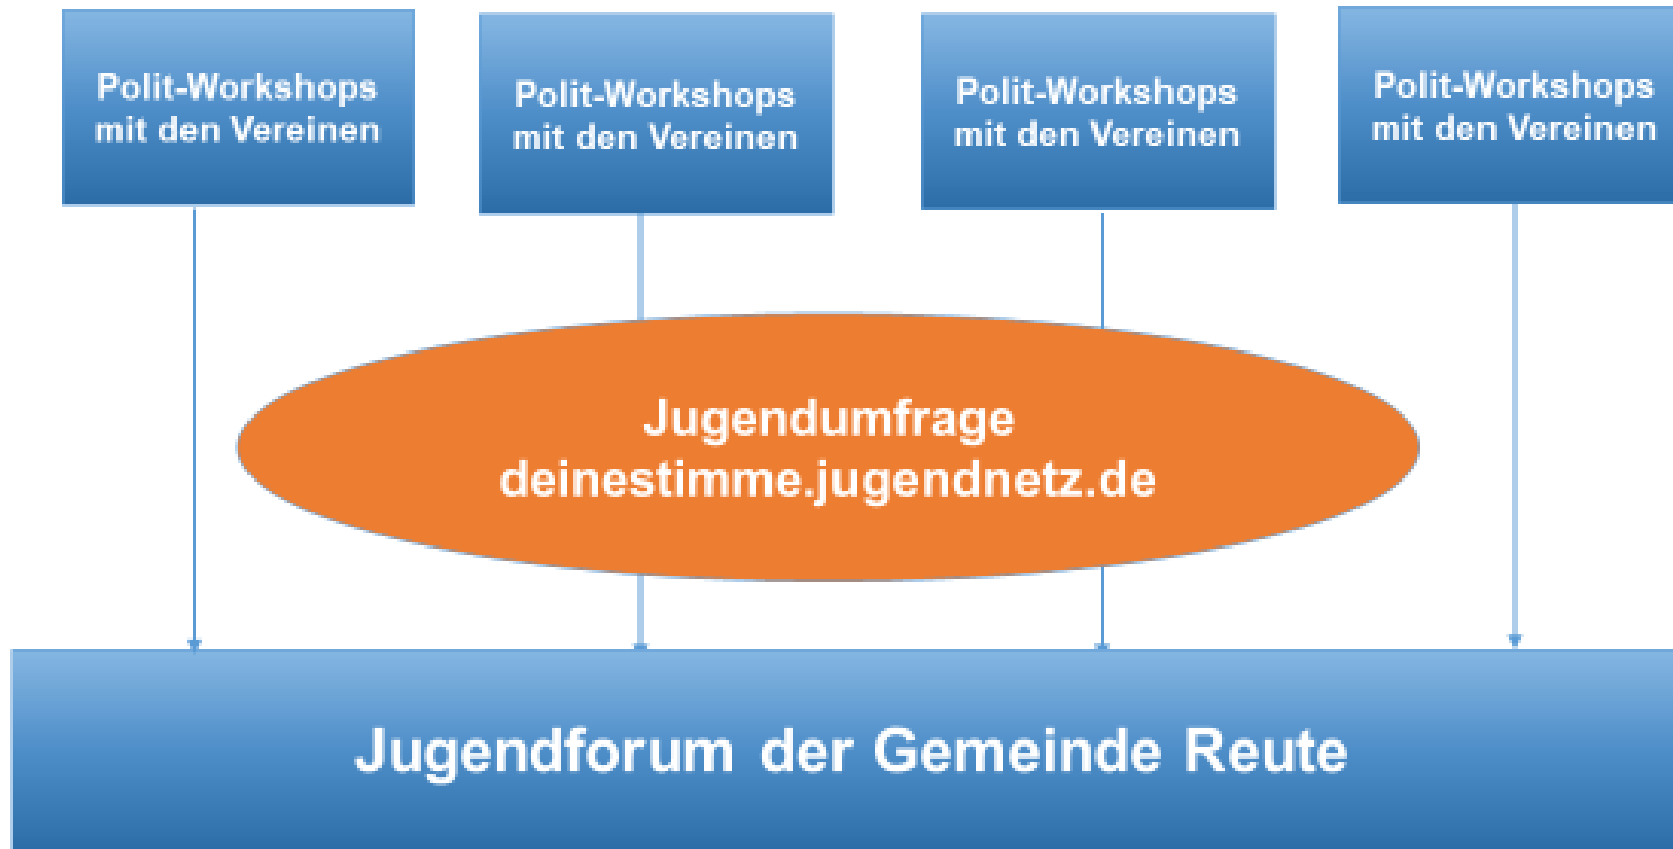 Polit-Workshops
mit den Vereinen
Polit-Workshops
mit den Vereinen
Polit-Workshops
mit den Vereinen
Polit-Workshops
mit den Vereinen
Jugendumfrage
deinestimme.jugendnetz.de
Jugendforum der Gemeinde Reute